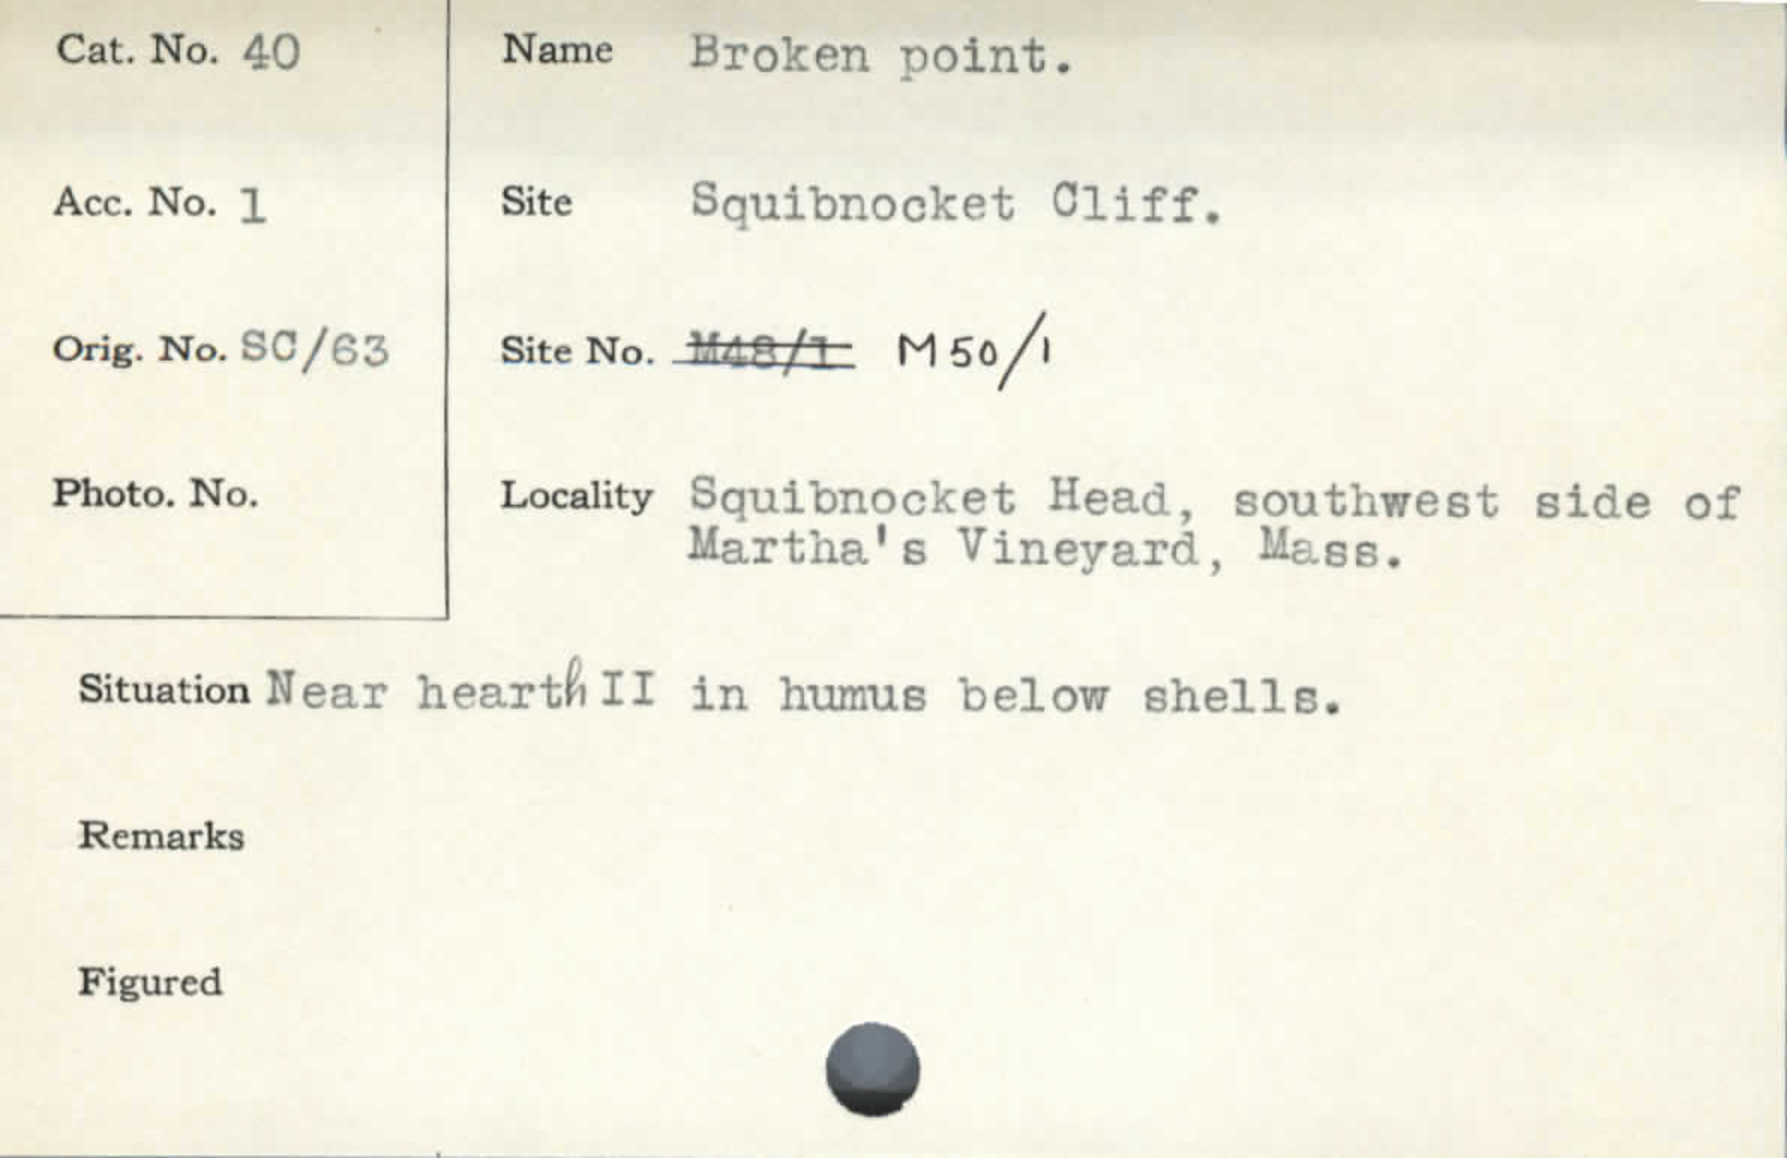 Cat. No. 40
Name Broken point.
Acc. No. 1
Site Squibnocket Cliff.
Orig. No. SC/63
Site No. M48/1 M50/1
Photo. No.
Locality Squibnocket Head, southwest side of
Martha's Vineyard, Mass.
Situation Near hearth II in humus below shells.
Remarks
Figured